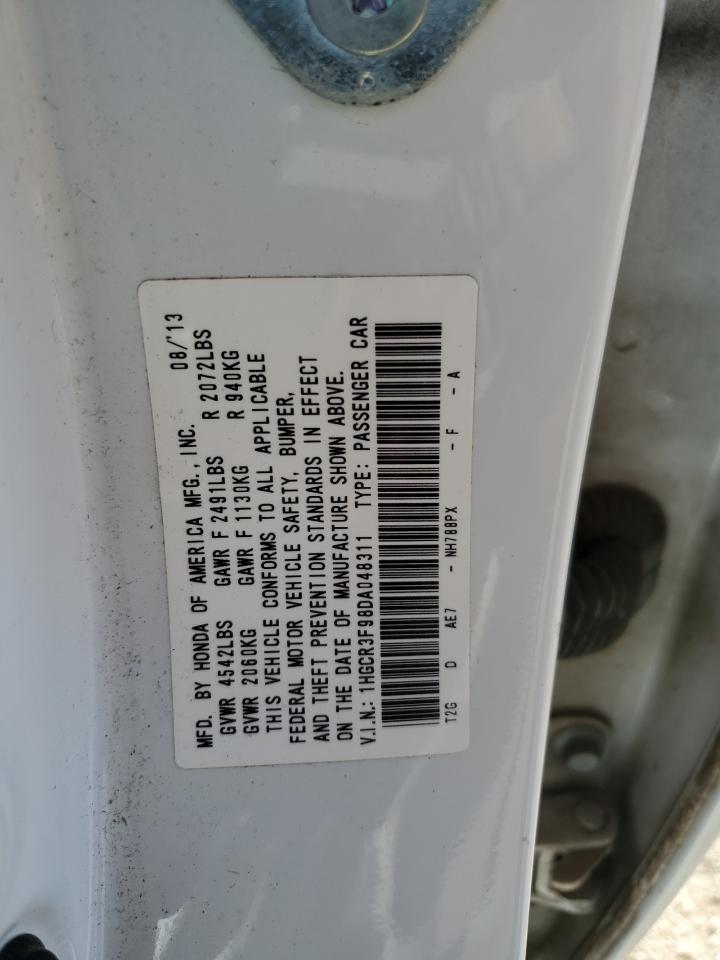 MFD. BY HONDA OF AMERICA MFG., INC. 08/'13
GVWR 4542LBS GAWR F 2491LBS R 2072LBS
GVWR 2060KG GAWR F 1130KG R 940KG
THIS VEHICLE CONFORMS TO ALL APPLICABLE
FEDERAL MOTOR VEHICLE SAFETY, BUMPER,
AND THEFT PREVENTION STANDARDS IN EFFECT
ON THE DATE OF MANUFACTURE SHOWN ABOVE.
V.I.N.: 1HGCR3F98DA048311 TYPE: PASSENGER CAR
T2G D AE7 - NH788PX - F - A